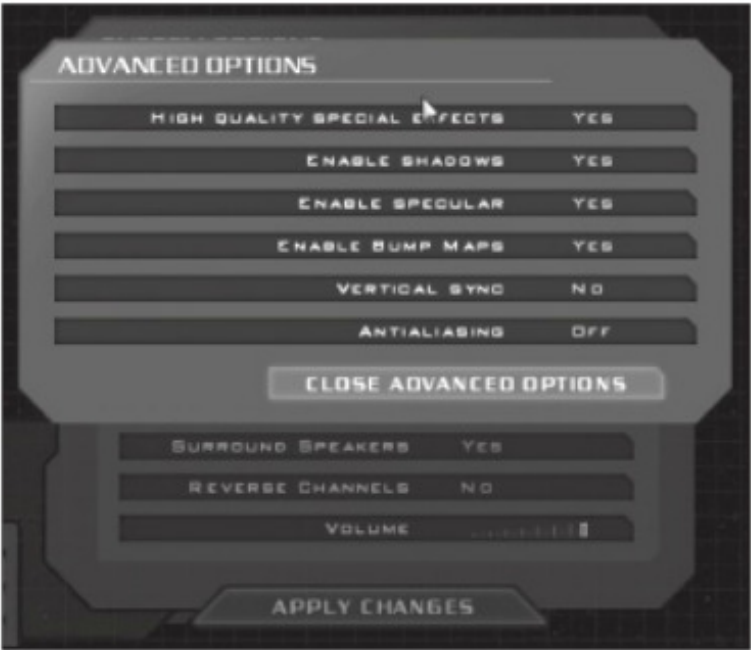 ADVANCED OPTIONS
HIGH QUALITY SPECIAL EFFECTS YES
ENABLE SHADOWS YES
ENABLE SPECULAR YES
ENABLE BUMP MAPS YES
VERTICAL SYNC NO
ANTIALIASING OFF
CLOSE ADVANCED OPTIONS
SURROUND SPEAKERS YES
REVERSE CHANNELS NO
VOLUME
APPLY CHANGES